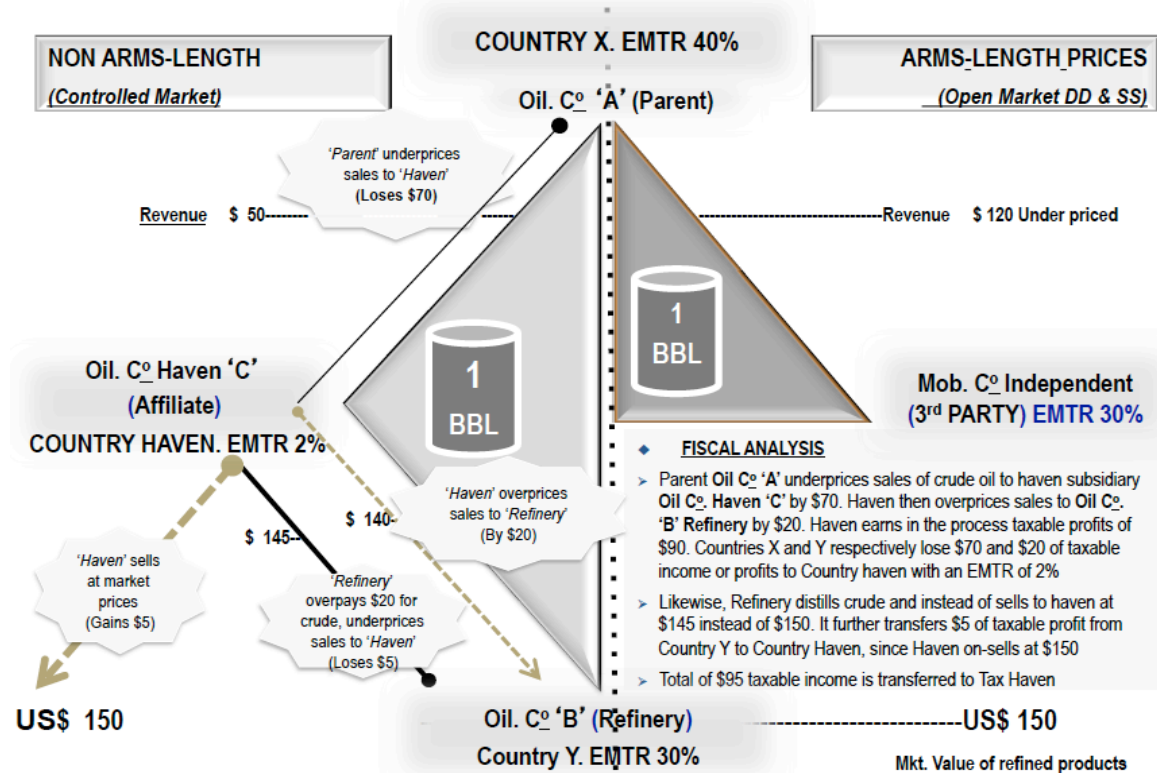 COUNTRY X. EMTR 40%
NON ARMS-LENGTH
(Controlled Market)
ARMS-LENGTH PRICES
(Open Market DD & SS)
Oil. Cº ‘A’ (Parent)
‘Parent’ underprices
sales to ‘Haven’
(Loses $70)
Revenue $ 50
Revenue $ 120 Under priced
1
BBL
1
BBL
Oil. Cº Haven ‘C’
(Affiliate)
COUNTRY HAVEN. EMTR 2%
Mob. Cº Independent
(3rd PARTY) EMTR 30%
‘Haven’ overprices
sales to ‘Refinery’
(By $20)
$ 140
$ 145
‘Haven’ sells
at market
prices
(Gains $5)
‘Refinery’
overpays $20 for
crude, underprices
sales to ‘Haven’
(Loses $5)
FISCAL ANALYSIS
Parent Oil Cº ‘A’ underprices sales of crude oil to haven subsidiary
Oil Cº. Haven ‘C’ by $70. Haven then overprices sales to Oil Cº.
‘B’ Refinery by $20. Haven earns in the process taxable profits of
$90. Countries X and Y respectively lose $70 and $20 of taxable
income or profits to Country haven with an EMTR of 2%
Likewise, Refinery distills crude and instead of sells to haven at
$145 instead of $150. It further transfers $5 of taxable profit from
Country Y to Country Haven, since Haven on-sells at $150
Total of $95 taxable income is transferred to Tax Haven
US$ 150
Oil. Cº ‘B’ (Refinery)
Country Y. EMTR 30%
US$ 150
Mkt. Value of refined products